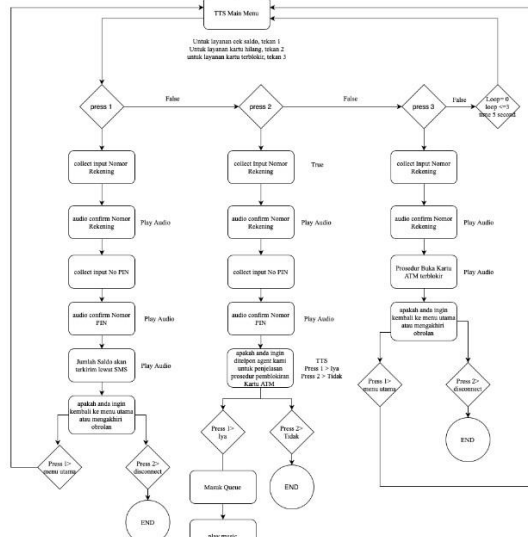 TTS Main Menu
Untuk layanan cek saldo, tekan 1
Untuk layanan kartu hilang, tekan 2
untuk layanan kartu terblokir, tekan 3
press 1
False
press 2
False
press 3
False
Loop= 0
loop <=3
time 5 second
collect input Nomor
Rekening
collect Input Nomor
Rekening
True
collect Input Nomor
Rekening
audio confirm Nomor
Rekening
Play Audio
audio confirm Nomor
Rekening
Play Audio
audio confirm Nomor
Rekening
Play Audio
collect input No PIN
collect input No PIN
Prosedur Buka Kartu
ATM terblokir
Play Audio
audio confirm Nomor
PIN
Play Audio
audio confirm Nomor
PIN
Play Audio
apakah anda ingin
kembali ke menu utama
atau mengakiri
obrolan
Jumlah Saldo akan
terkirim lewat SMS
Play Audio
apakah anda ingin
ditelpon agent kami
untuk penjelasan
prosedur pemblokiran
Kartu ATM
TTS
Press 1 > Iya
Press 2 > Tidak
Press 1>
menu utama
Press 2>
disconnect
apakah anda ingin
kembali ke menu utama
atau mengakiri
obrolan
Press 1>
Iya
Press 2>
Tidak
END
Press 1>
menu utama
Press 2>
disconnect
Masuk Queue
END
END
play music